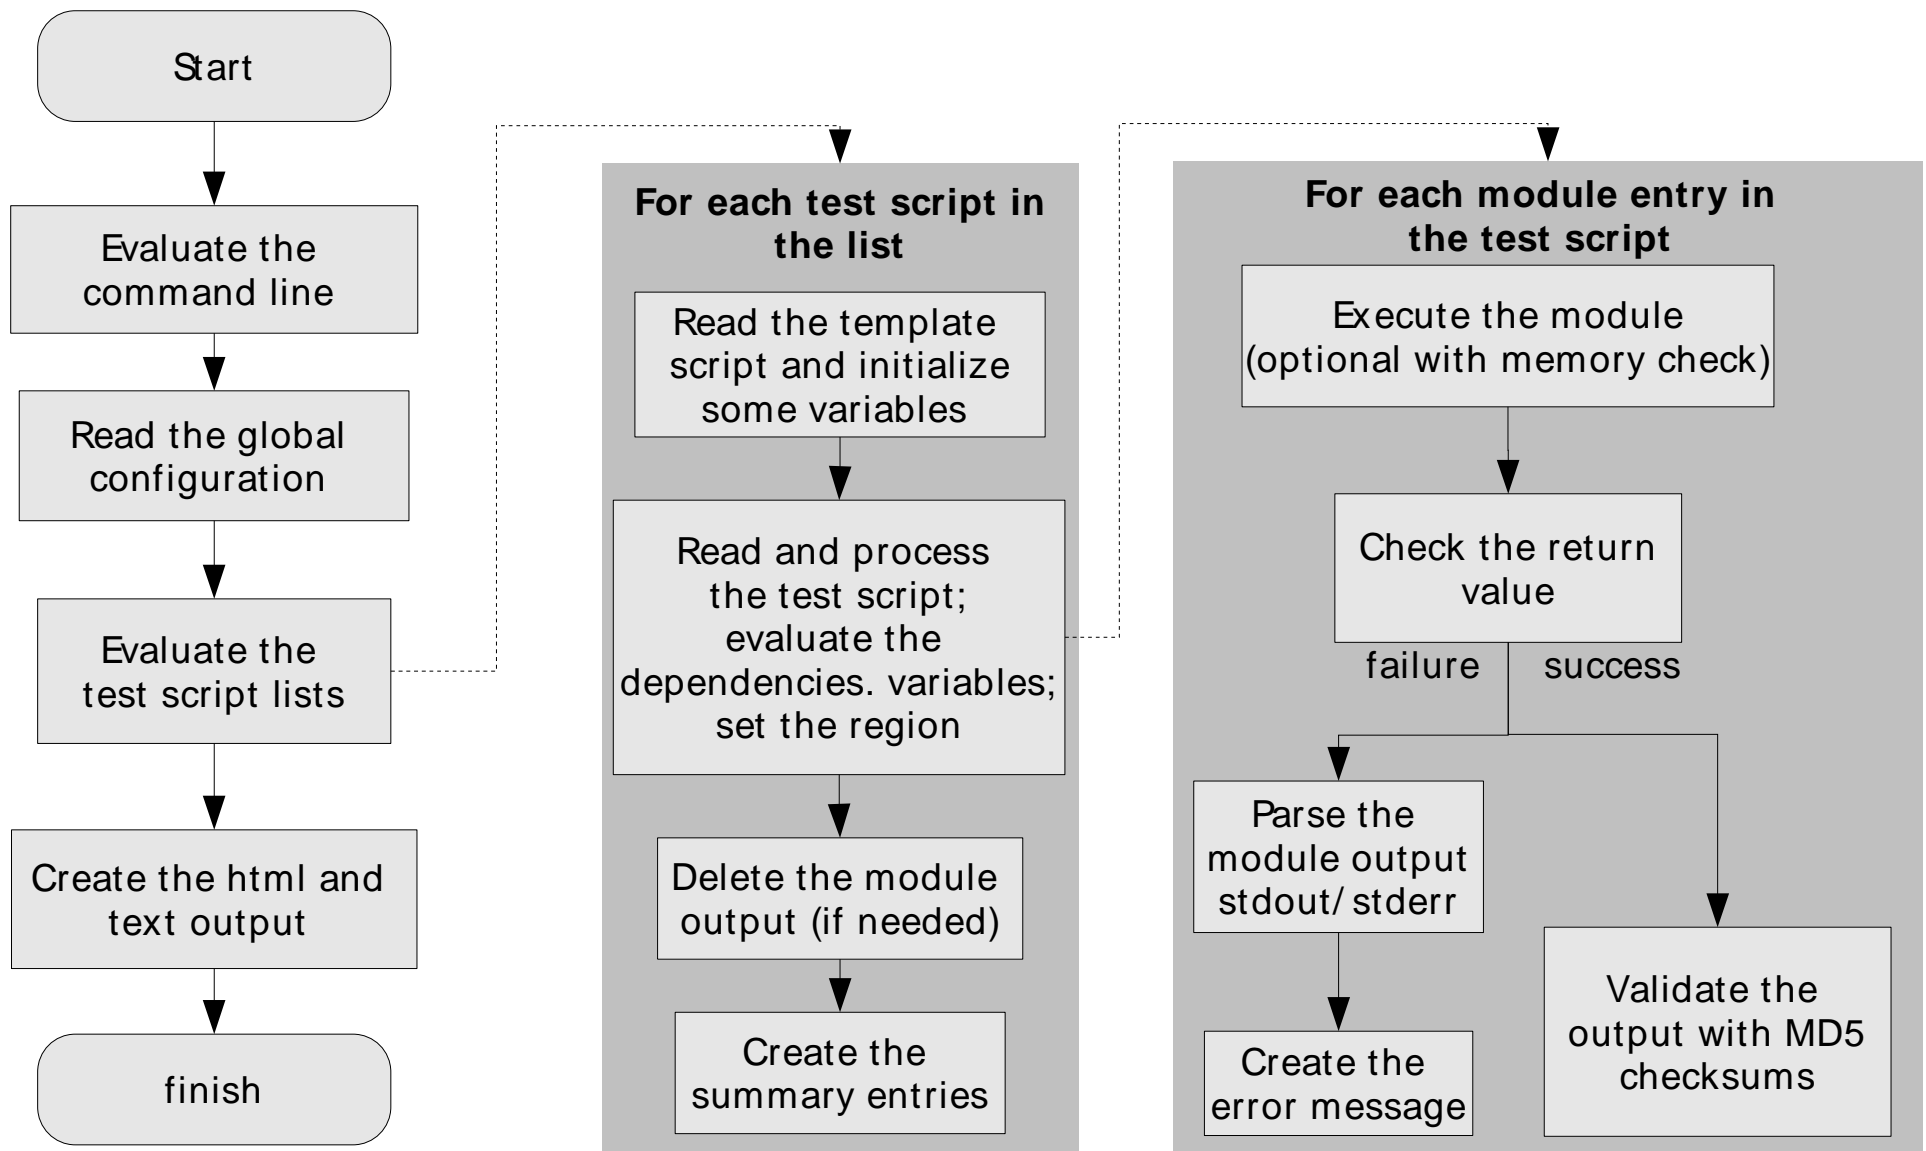 Start
Evaluate the
command line
Read the global
configuration
Evaluate the
test script lists
Create the html and
text output
finish
For each test script in
the list
Read the template
script and initialize
some variables
Read and process
the test script;
evaluate the
dependencies. variables;
set the region
Delete the module
output (if needed)
Create the
summary entries
For each module entry in
the test script
Execute the module
(optional with memory check)
Check the return
value
failure
success
Parse the
module output
stdout/stderr
Create the
error message
Validate the
output with MD5
checksums